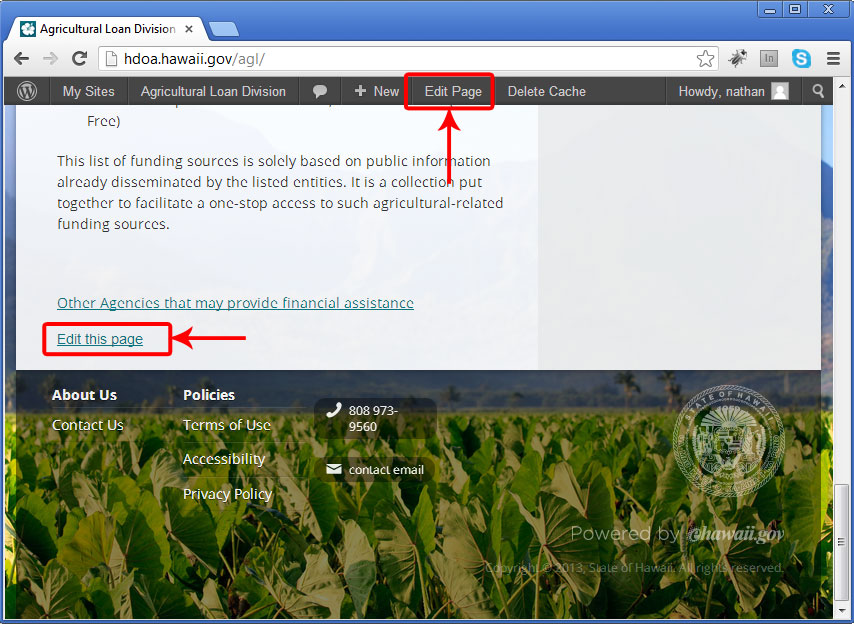 Agricultural Loan Division
hdoa.hawaii.gov/agl/
My Sites Agricultural Loan Division + New Edit Page Delete Cache Howdy, nathan
Free)
This list of funding sources is solely based on public information
already disseminated by the listed entities. It is a collection put
together to facilitate a one-stop access to such agricultural-related
funding sources.
Other Agencies that may provide financial assistance
Edit this page
About Us
Contact Us
Policies
Terms of Use
Accessibility
Privacy Policy
808 973-
9560
contact email
STATE OF HAWAII
Powered by @hawaii.gov
Copyright © 2013, State of Hawaii. All rights reserved.